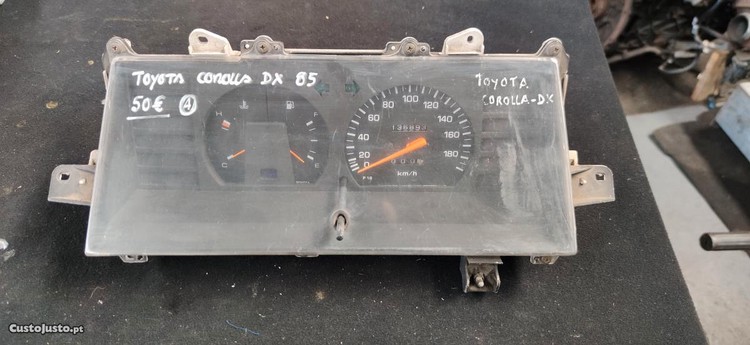 TOYOTA COROLLA DX 85
50€ A
TOYOTA
COROLLA-DX
H
C
F
E
0
20
40
60
80
100
120
140
160
180
km/h
CustoJusto.pt